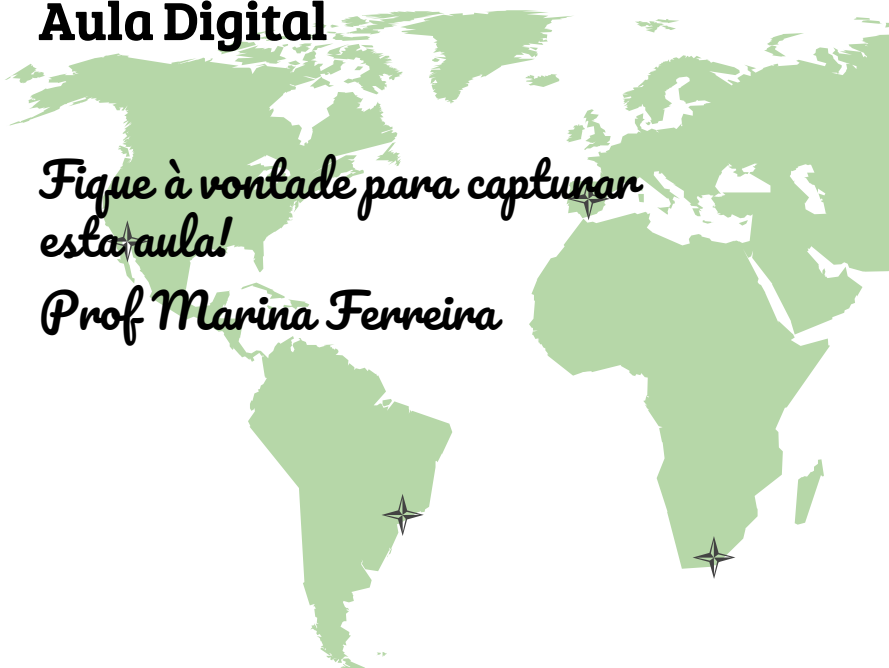 Aula Digital
Fique à vontade para capturar
esta aula!
Prof Marina Ferreira